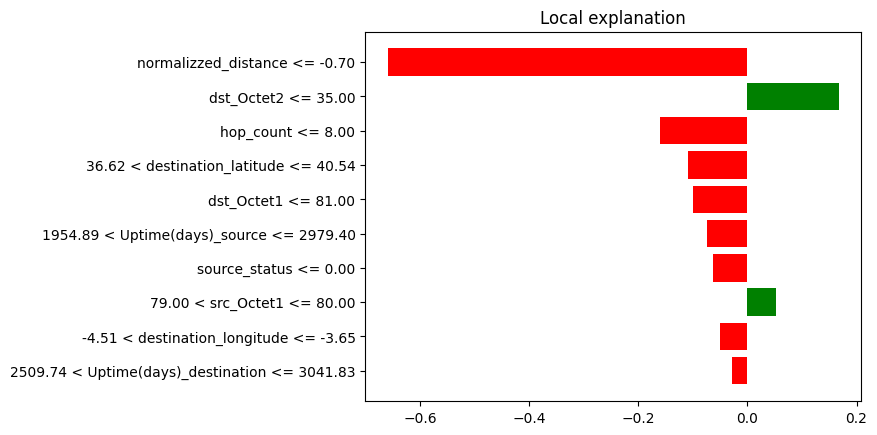 Local explanation
normalizzed_distance <= -0.70
dst_Octet2 <= 35.00
hop_count <= 8.00
36.62 < destination_latitude <= 40.54
dst_Octet1 <= 81.00
1954.89 < Uptime(days)_source <= 2979.40
source_status <= 0.00
79.00 < src_Octet1 <= 80.00
-4.51 < destination_longitude <= -3.65
2509.74 < Uptime(days)_destination <= 3041.83
−0.6 −0.4 −0.2 0.0 0.2